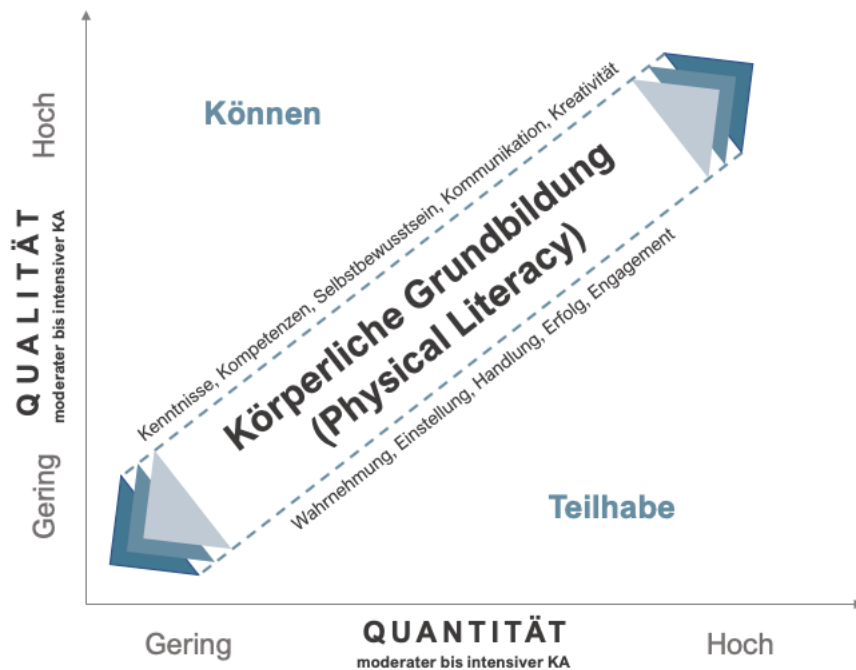 Hoch
Können
Kenntnisse, Kompetenzen, Selbstbewusstsein, Kommunikation, Kreativität
Körperliche Grundbildung
(Physical Literacy)
Wahrnehmung, Einstellung, Handlung, Erfolg, Engagement
QUALITÄT
moderater bis intensiver KA
Gering
Teilhabe
Gering
QUANTITÄT
moderater bis intensiver KA
Hoch